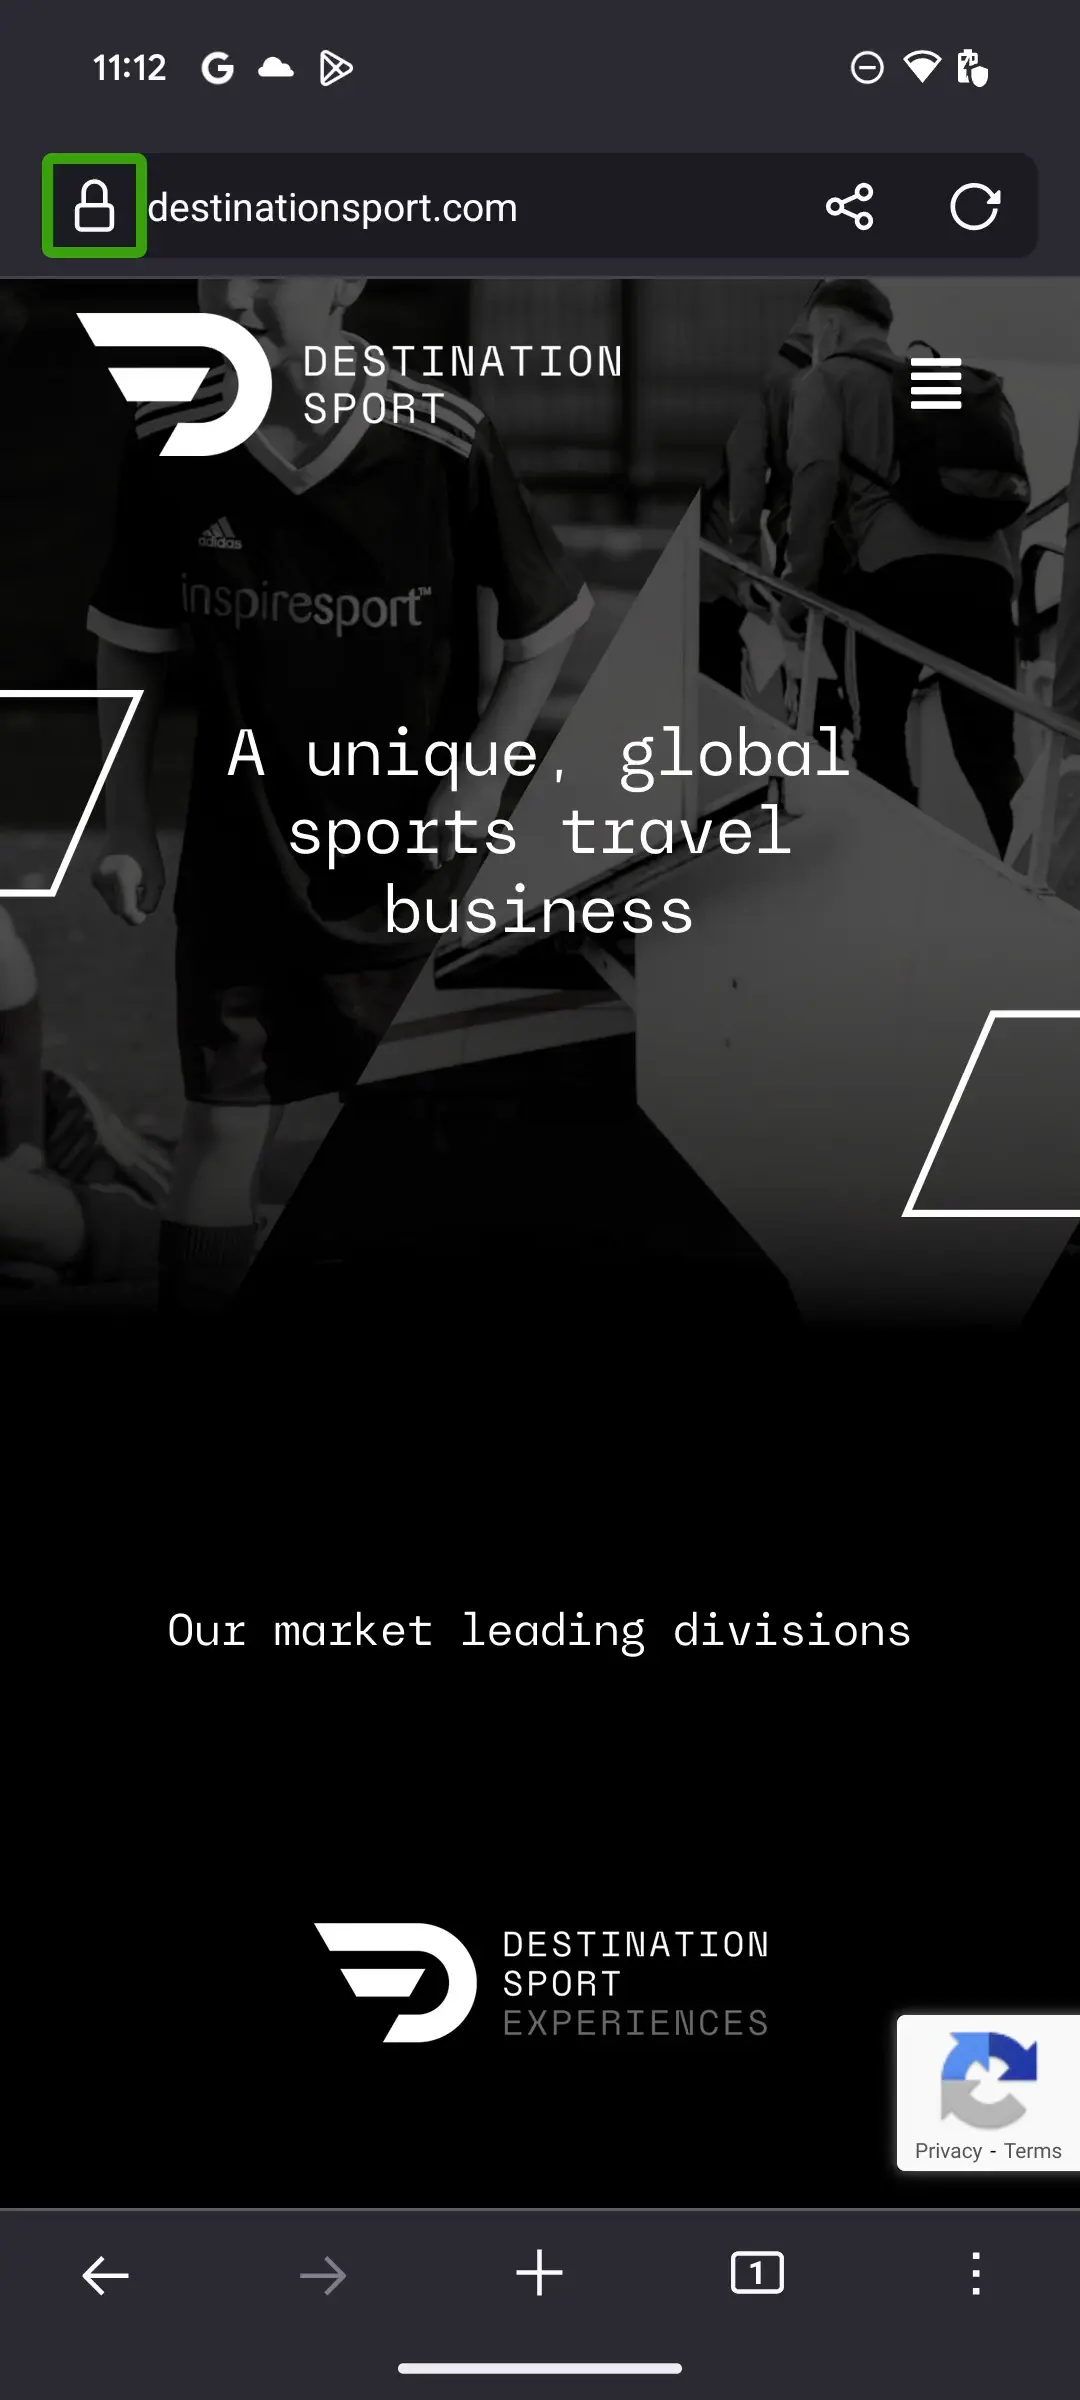 11:12
destinationsport.com
DESTINATION
SPORT
adidas
inspiresport™
A unique, global
sports travel
business
Our market leading divisions
DESTINATION
SPORT
EXPERIENCES
Privacy - Terms
1